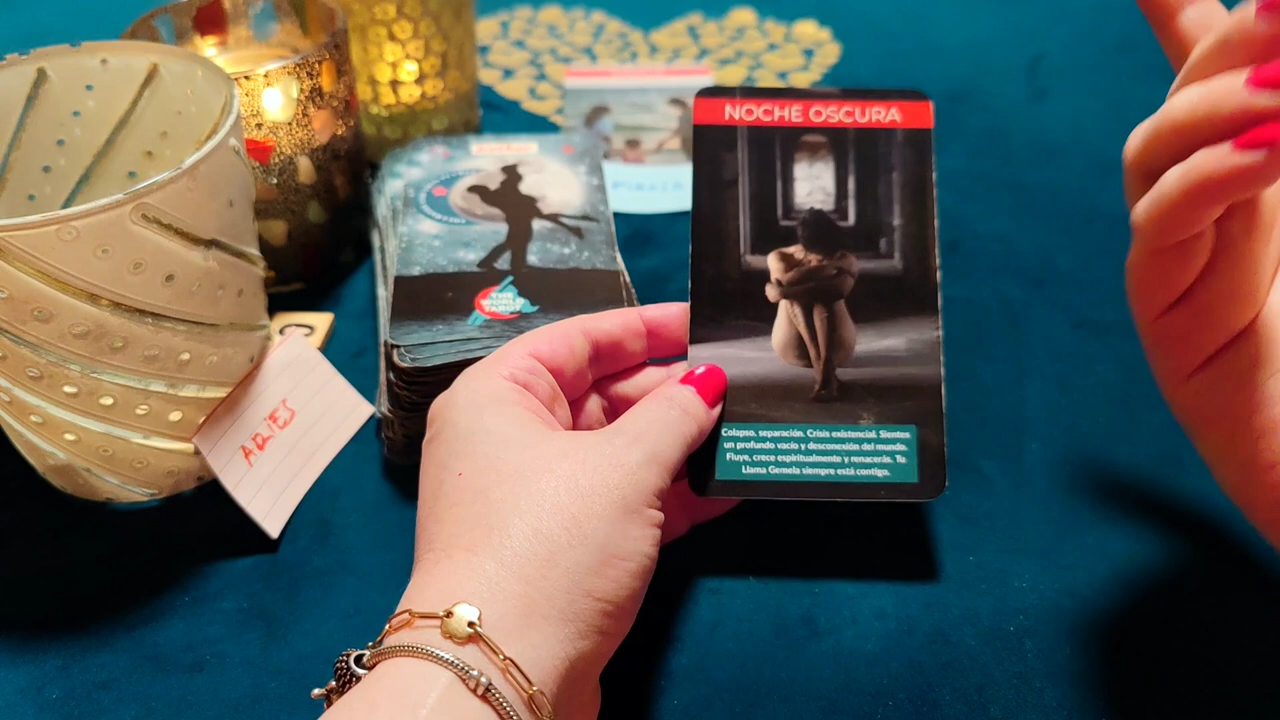 NOCHE OSCURA
Colapso, separación. Crisis existencial. Sientes
un profundo vacío y desconexión del mundo.
Fluye, crece espiritualmente y renacerás. Tu
Llama Gemela siempre está contigo.
THE
WORLD
TAROT
ARIES